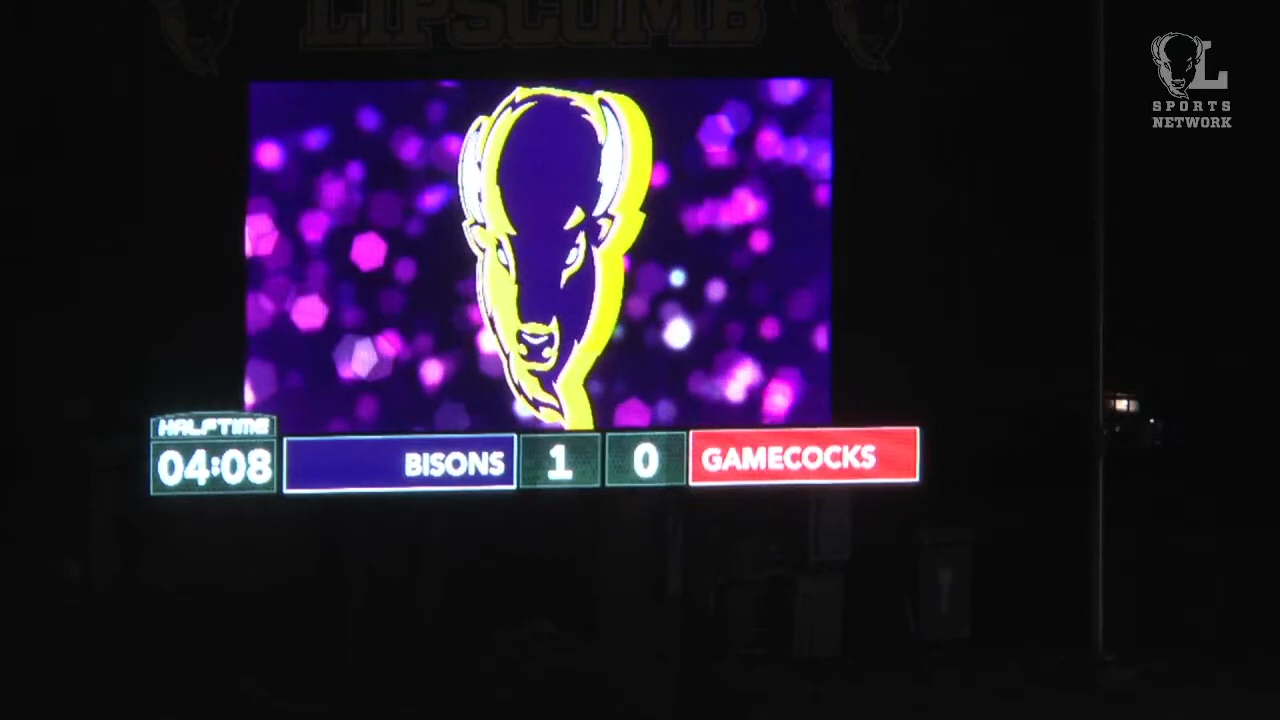 LIPSCOMB
L
SPORTS
NETWORK
HALFTIME
04:08
BISONS
1
0
GAMECOCKS